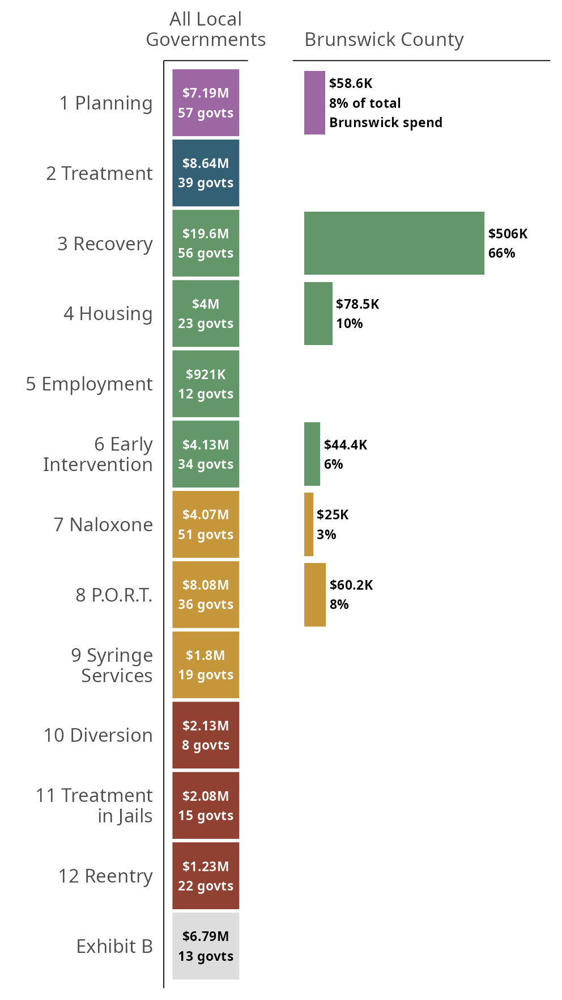 All Local
Governments
Brunswick County
1 Planning
$7.19M
57 govts
$58.6K
8% of total
Brunswick spend
2 Treatment
$8.64M
39 govts
3 Recovery
$19.6M
56 govts
$506K
66%
4 Housing
$4M
23 govts
$78.5K
10%
5 Employment
$921K
12 govts
6 Early
Intervention
$4.13M
34 govts
$44.4K
6%
7 Naloxone
$4.07M
51 govts
$25K
3%
8 P.O.R.T.
$8.08M
36 govts
$60.2K
8%
9 Syringe
Services
$1.8M
19 govts
10 Diversion
$2.13M
8 govts
11 Treatment
in Jails
$2.08M
15 govts
12 Reentry
$1.23M
22 govts
Exhibit B
$6.79M
13 govts